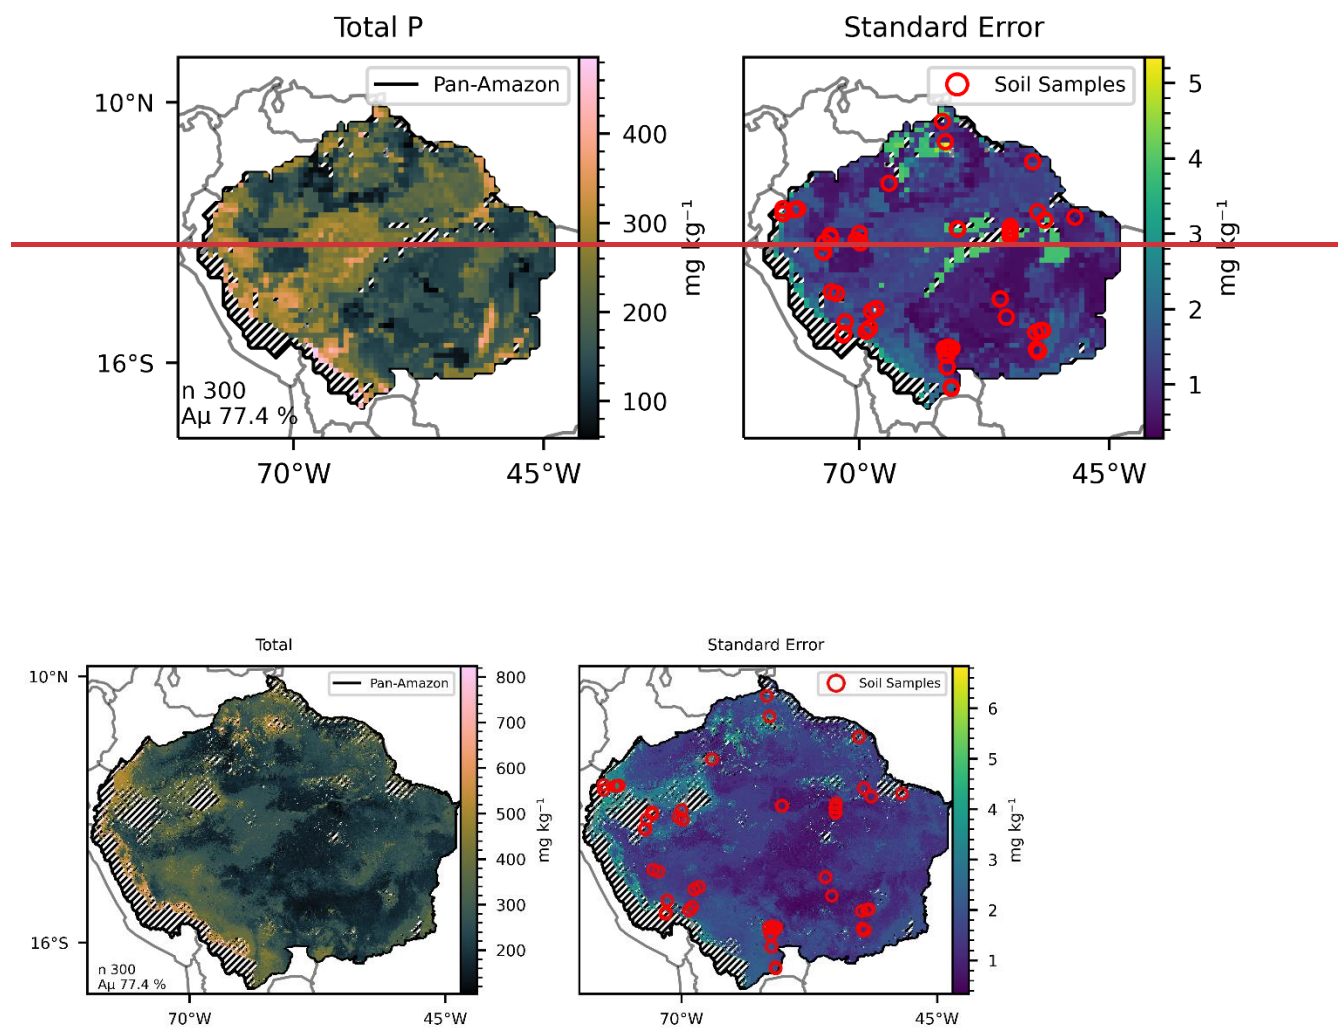 Total P
Standard Error
Pan-Amazon
Soil Samples
10°N
16°S
400
300
200
100
mg kg⁻¹
5
4
3
2
1
mg kg⁻¹
n 300
Aµ 77.4 %
70°W
45°W
70°W
45°W
Total
Standard Error
Pan-Amazon
Soil Samples
10°N
16°S
800
700
600
500
400
300
200
mg kg⁻¹
6
5
4
3
2
1
mg kg⁻¹
n 300
Aµ 77.4 %
70°W
45°W
70°W
45°W